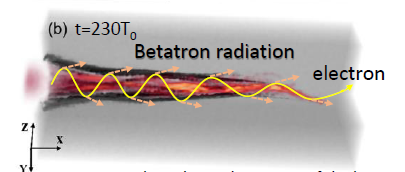 (b) t=230T₀
Betatron radiation
electron
Z
X
Y